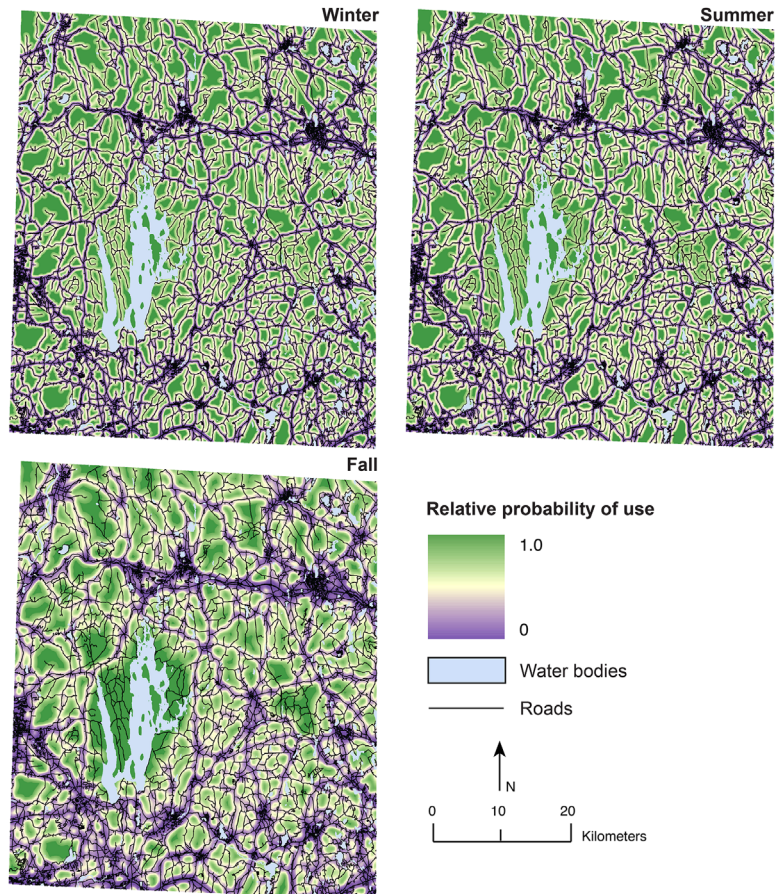 Winter
Summer
Fall
Relative probability of use
1.0
0
Water bodies
Roads
N
0 10 20
Kilometers